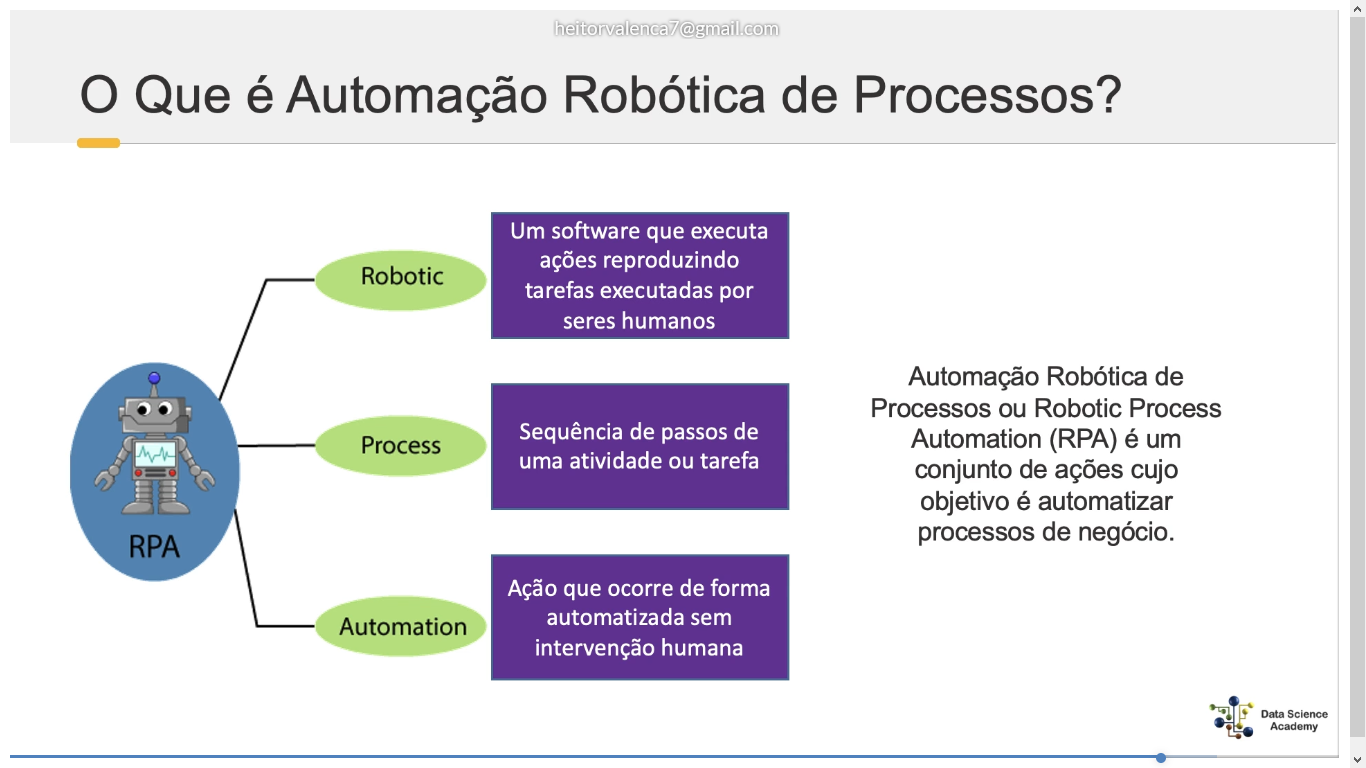 heitorvalenca7@gmail.com
O Que é Automação Robótica de Processos?
Robotic
Um software que executa
ações reproduzindo
tarefas executadas por
seres humanos
Process
Sequência de passos de
uma atividade ou tarefa
Automation
Ação que ocorre de forma
automatizada sem
intervenção humana
RPA
Automação Robótica de
Processos ou Robotic Process
Automation (RPA) é um
conjunto de ações cujo
objetivo é automatizar
processos de negócio.
Data Science
Academy